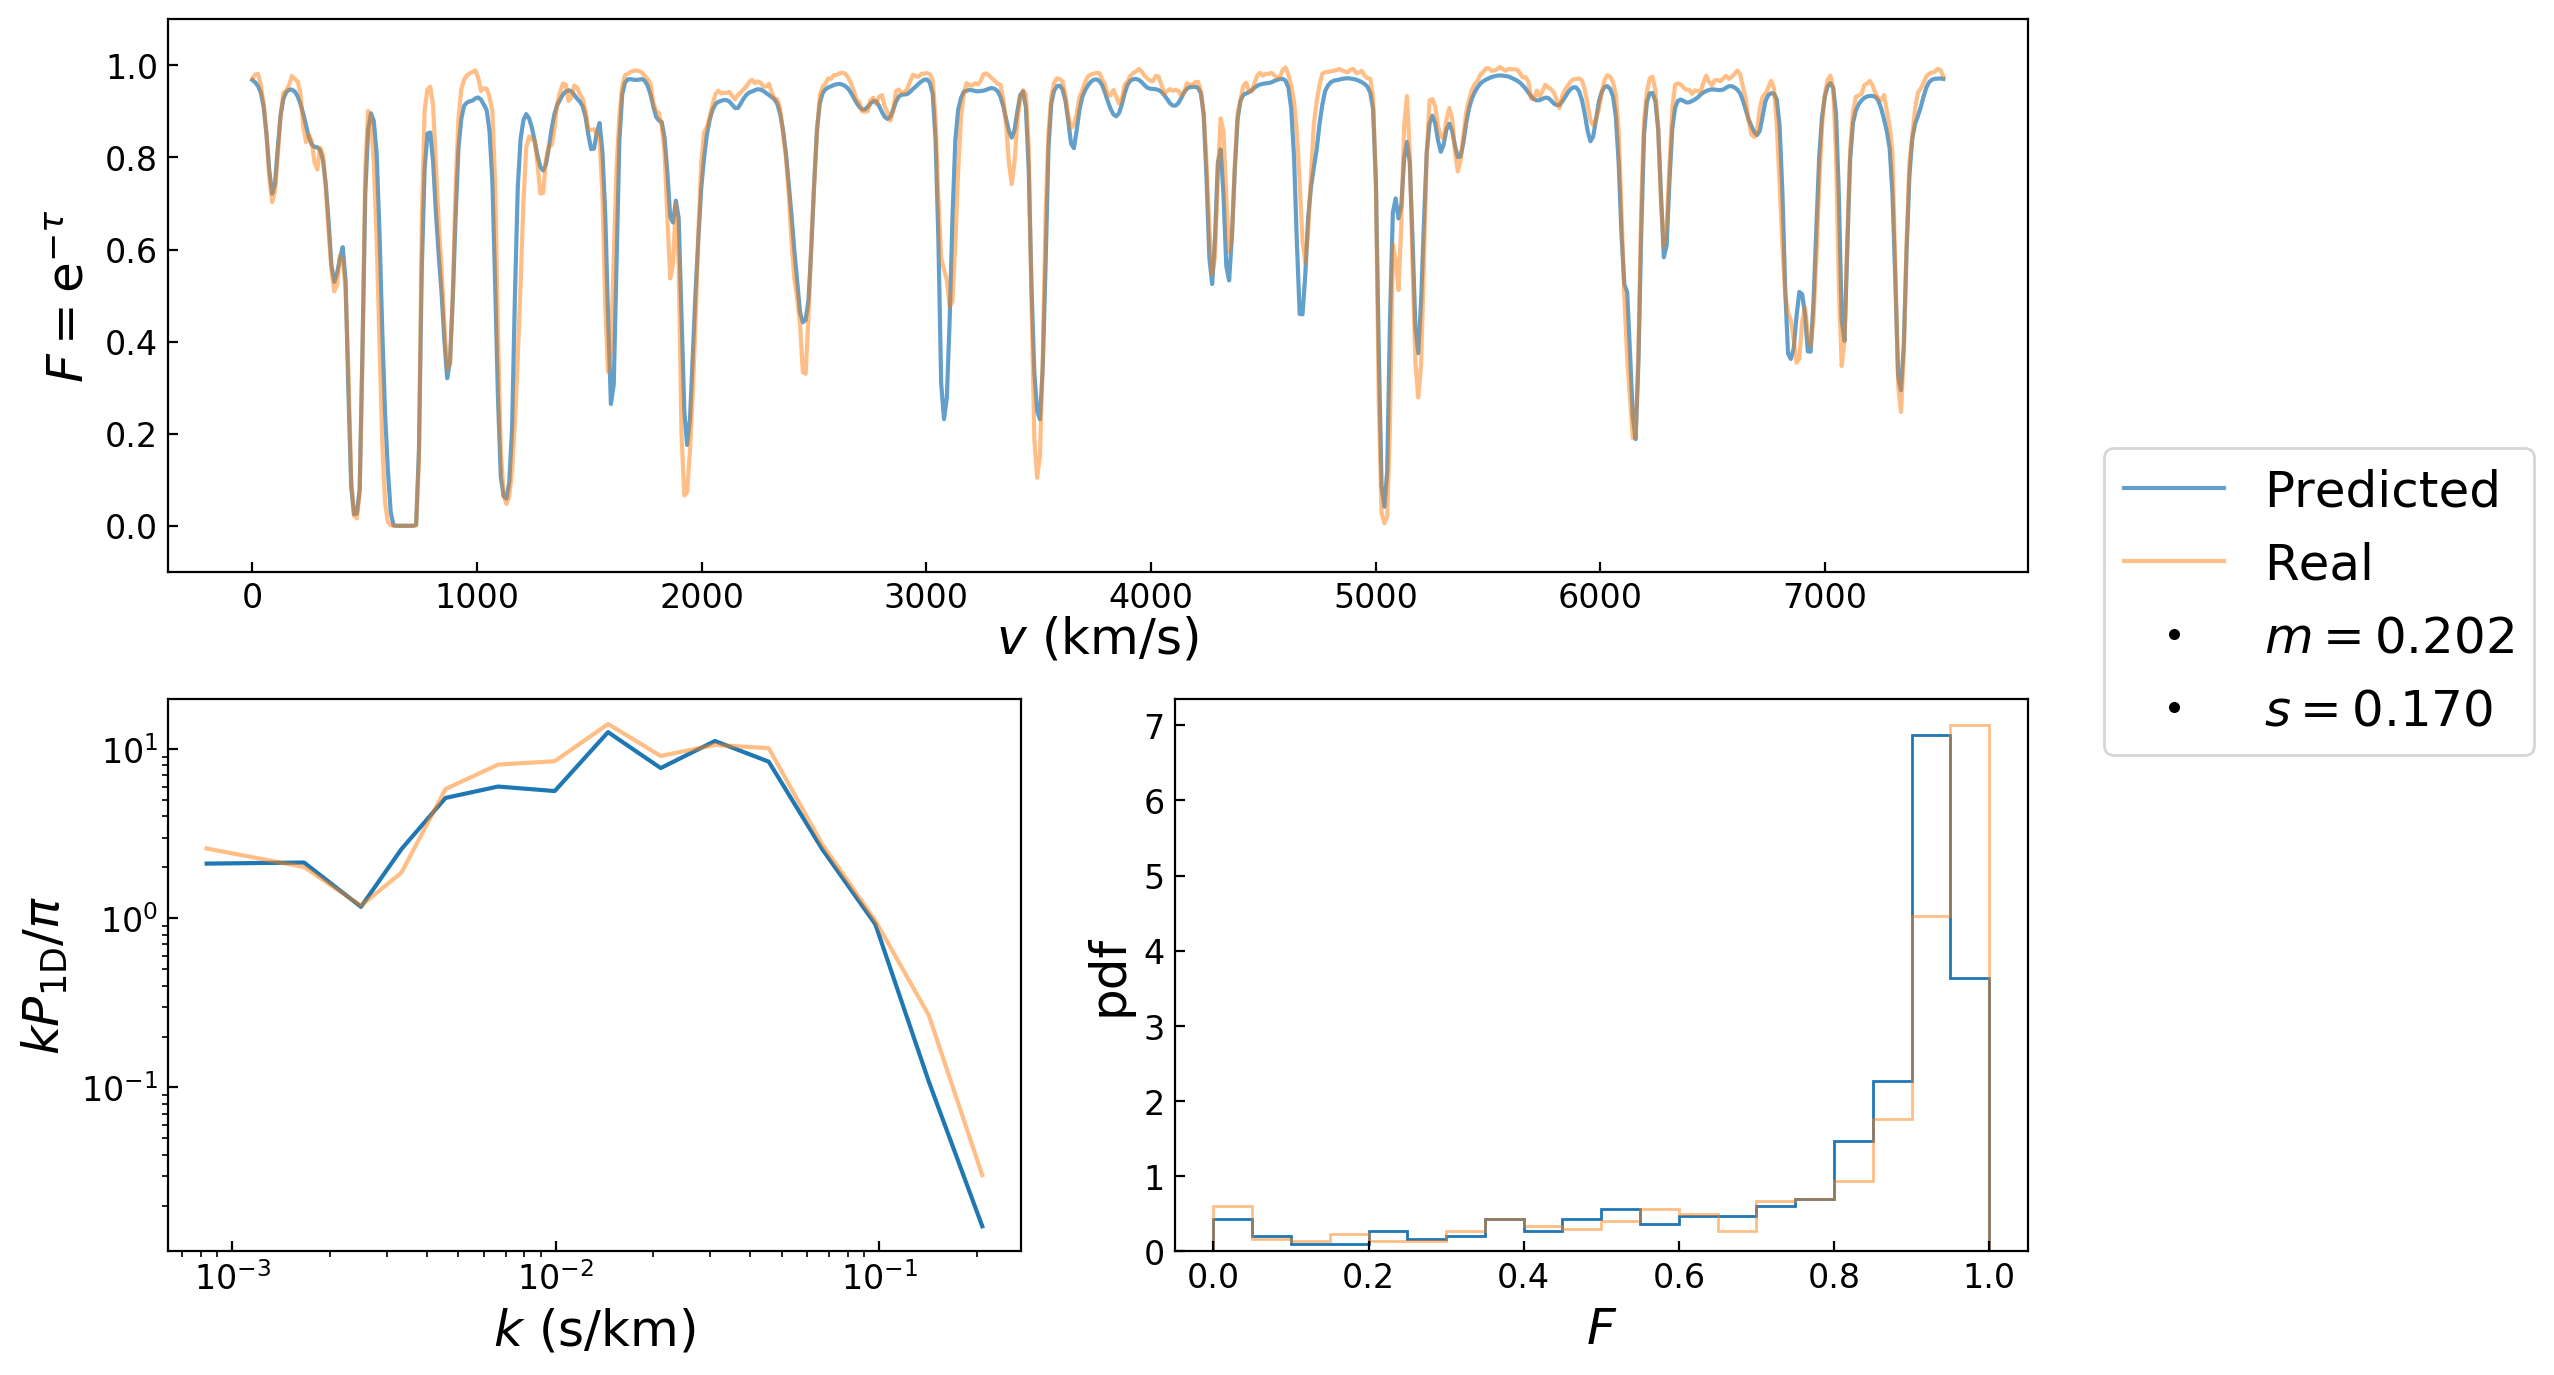 F = e^{-τ}
1.0
0.8
0.6
0.4
0.2
0.0
0 1000 2000 3000 4000 5000 6000 7000
v (km/s)
Predicted
Real
m = 0.202
s = 0.170
kP_{1D}/π
10^1
10^0
10^{-1}
10^{-3} 10^{-2} 10^{-1}
k (s/km)
pdf
7
6
5
4
3
2
1
0
0.0 0.2 0.4 0.6 0.8 1.0
F